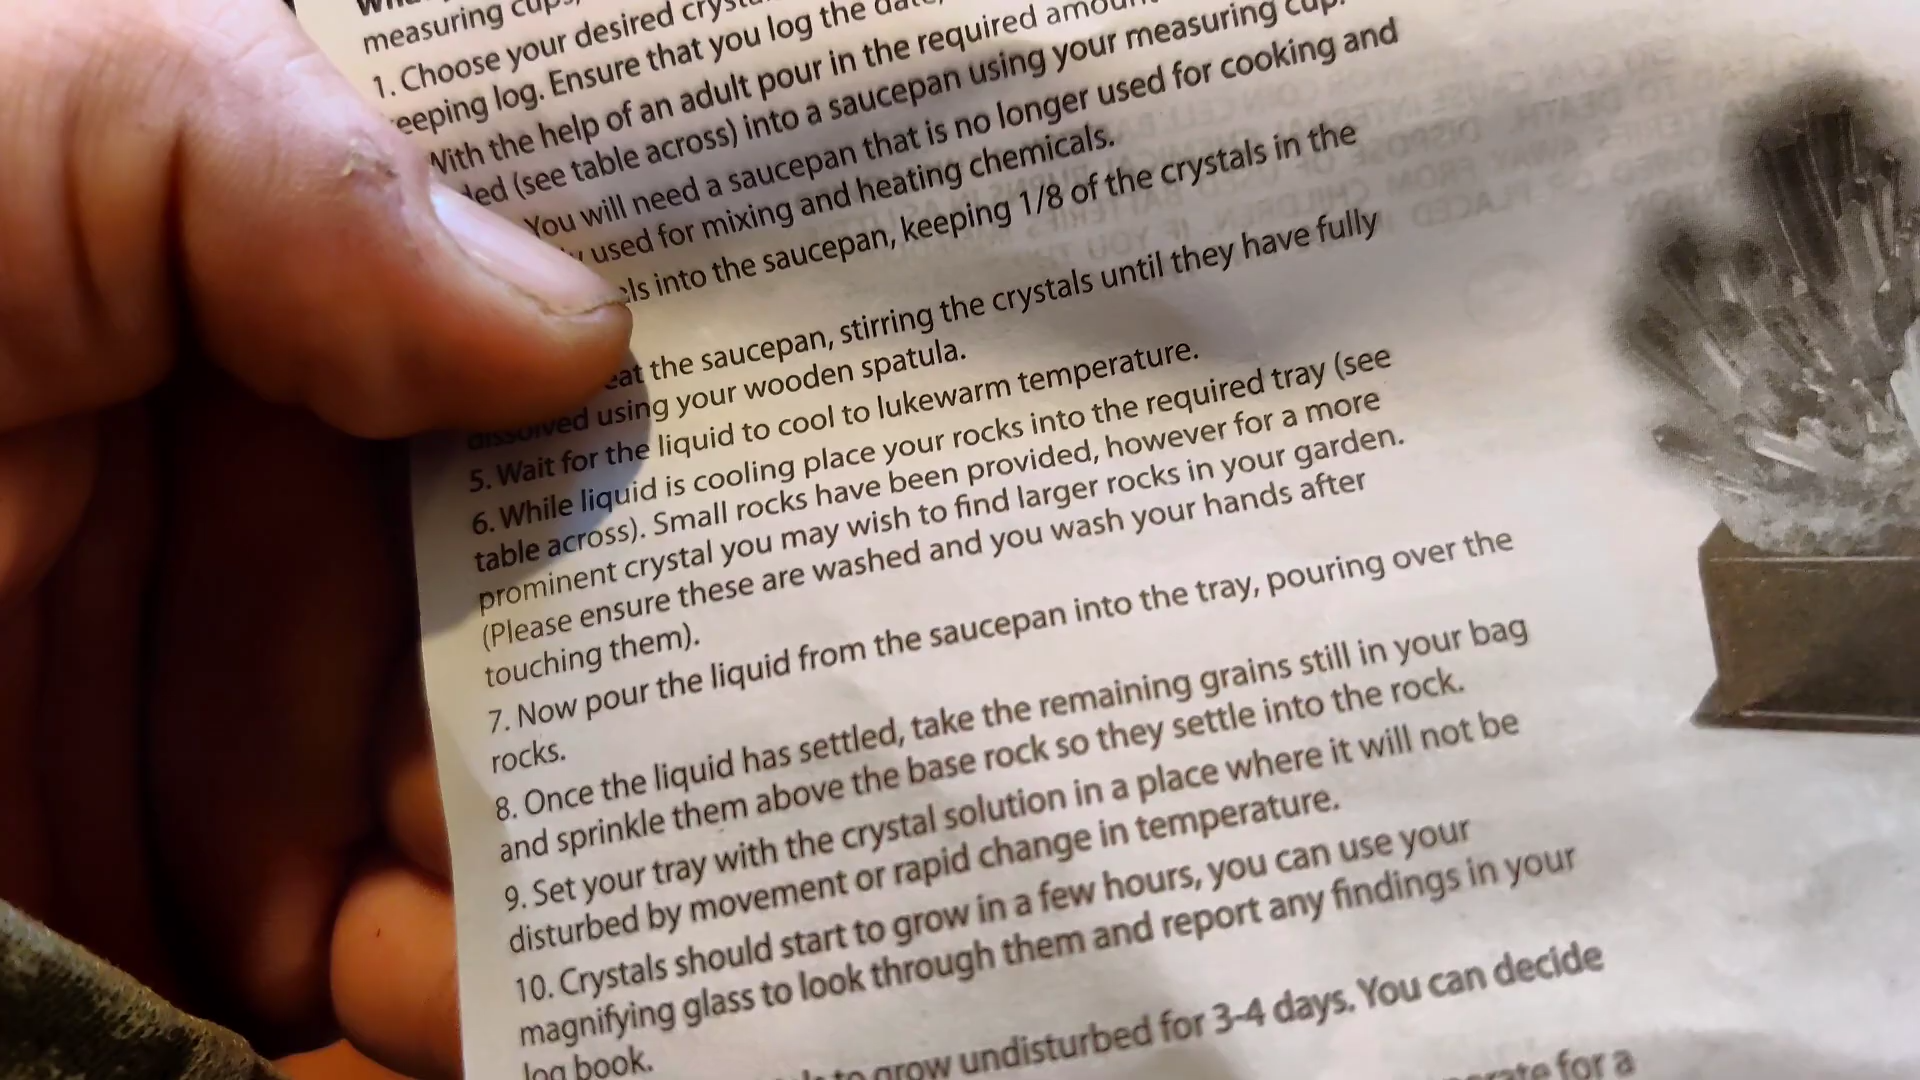 measuring
1. Choose your desired
log. Ensure that you log the
With the help of an adult pour in the required
(see table across) into a saucepan using your measuring cup.
You will need a saucepan that is no longer used for cooking and
used for mixing and heating chemicals.
into the saucepan, keeping 1/8 of the crystals in the
the saucepan, stirring the crystals until they have fully
dissolved using your wooden spatula.
5. Wait for the liquid to cool to lukewarm temperature.
6. While liquid is cooling place your rocks into the required tray (see
table across). Small rocks have been provided, however for a more
prominent crystal you may wish to find larger rocks in your garden.
(Please ensure these are washed and you wash your hands after
touching them).
7. Now pour the liquid from the saucepan into the tray, pouring over the
rocks.
8. Once the liquid has settled, take the remaining grains still in your bag
and sprinkle them above the base rock so they settle into the rock.
9. Set your tray with the crystal solution in a place where it will not be
disturbed by movement or rapid change in temperature.
10. Crystals should start to grow in a few hours, you can use your
magnifying glass to look through them and report any findings in your
log book.
to grow undisturbed for 3-4 days. You can decide
for a